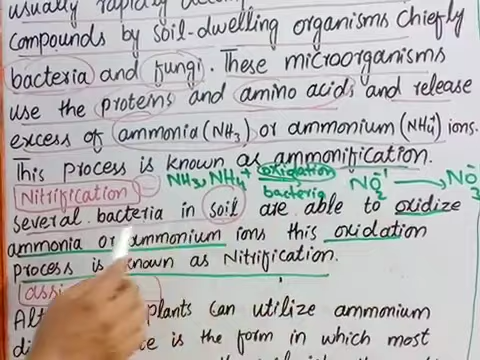 usually rapidly
compounds by soil-dwelling organisms chiefly
bacteria and fungi. These microorganisms
use the proteins and amino acids and release
excess of ammonia (NH3) or ammonium (NH4+) ions.
This Process is known as ammonification.
Nitrification NH3, NH4+ oxidation bacteria NO2-1 → NO3-
Several bacteria in soil are able to oxidize
ammonia or ammonium ions this oxidation
Process is known as Nitrification.
plants can utilize ammonium
is the form in which most